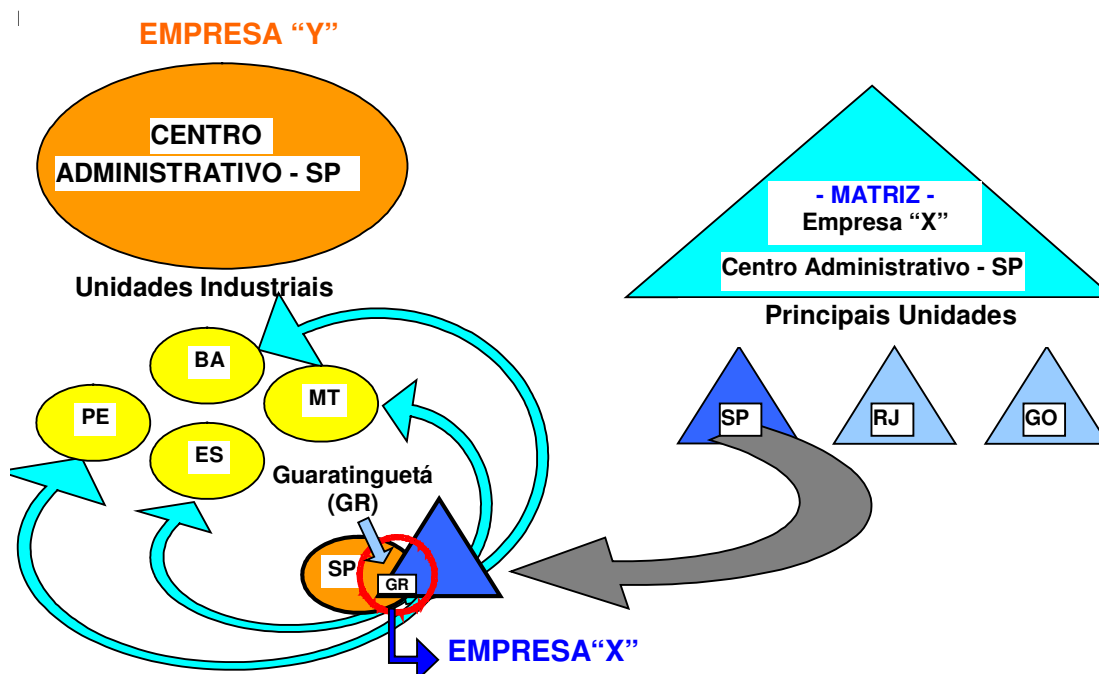 EMPRESA “Y”
CENTRO
ADMINISTRATIVO - SP
Unidades Industriais
BA
MT
PE
ES
Guaratinguetá
(GR)
SP
GR
EMPRESA“X”
- MATRIZ -
Empresa “X”
Centro Administrativo - SP
Principais Unidades
SP
RJ
GO